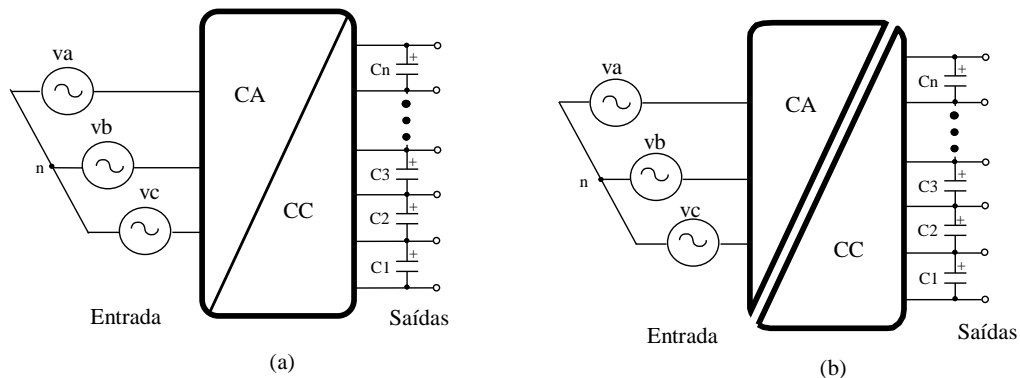 va
vb
n
vc
CA
CC
Cn
+
C3
+
C2
+
C1
+
Entrada
Saídas
(a)
va
vb
n
vc
CA
CC
Cn
+
C3
+
C2
+
C1
+
Entrada
Saídas
(b)